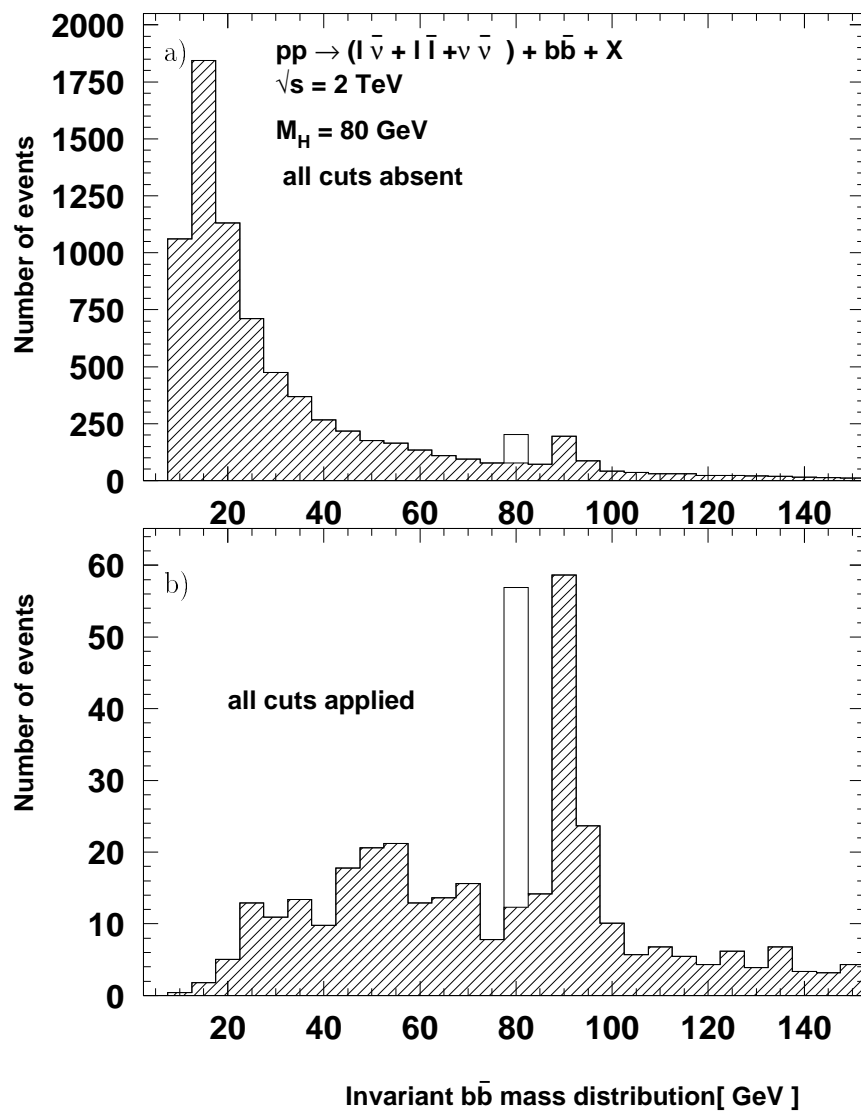 a)
pp → (l ν̄ + l l̄ +ν ν̄ ) + bb̄ + X
√s = 2 TeV
M_H = 80 GeV
all cuts absent
Number of events
2000
1750
1500
1250
1000
750
500
250
0
20 40 60 80 100 120 140
b)
all cuts applied
Number of events
60
50
40
30
20
10
0
20 40 60 80 100 120 140
Invariant bb̄ mass distribution[ GeV ]